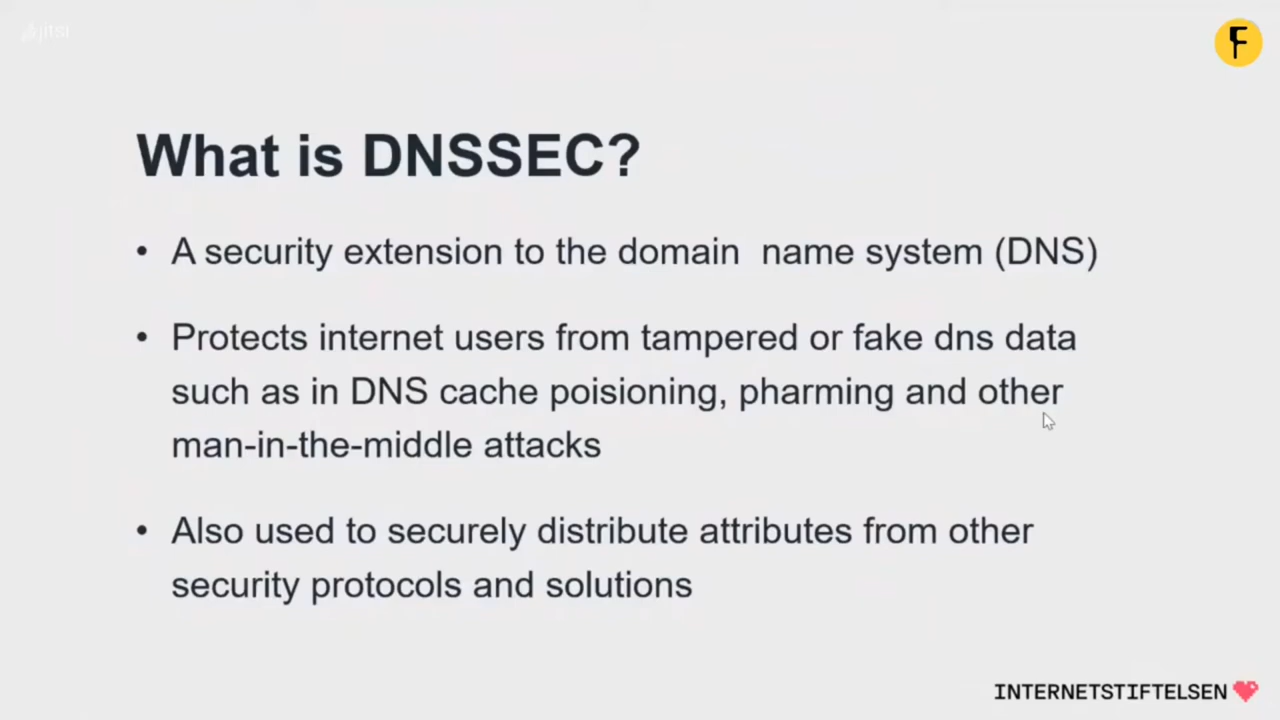 jitsi
F
What is DNSSEC?
• A security extension to the domain  name system (DNS)
• Protects internet users from tampered or fake dns data
such as in DNS cache poisioning, pharming and other
man-in-the-middle attacks
• Also used to securely distribute attributes from other
security protocols and solutions
INTERNETSTIFTELSEN